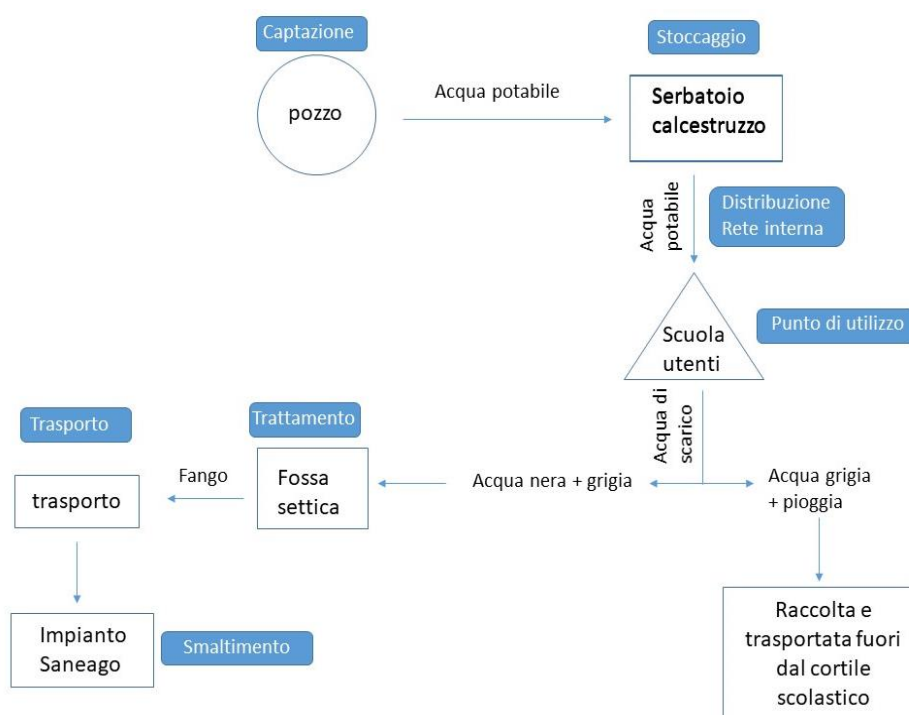 Captazione
Stoccaggio
pozzo
Acqua potabile
Serbatoio
calcestruzzo
Acqua
potabile
Distribuzione
Rete interna
Punto di utilizzo
Scuola
utenti
Acqua di
scarico
Trasporto
Trattamento
trasporto
Fango
Fossa
settica
Acqua nera + grigia
Acqua grigia
+ pioggia
Impianto
Saneago
Smaltimento
Raccolta e
trasportata fuori
dal cortile
scolastico